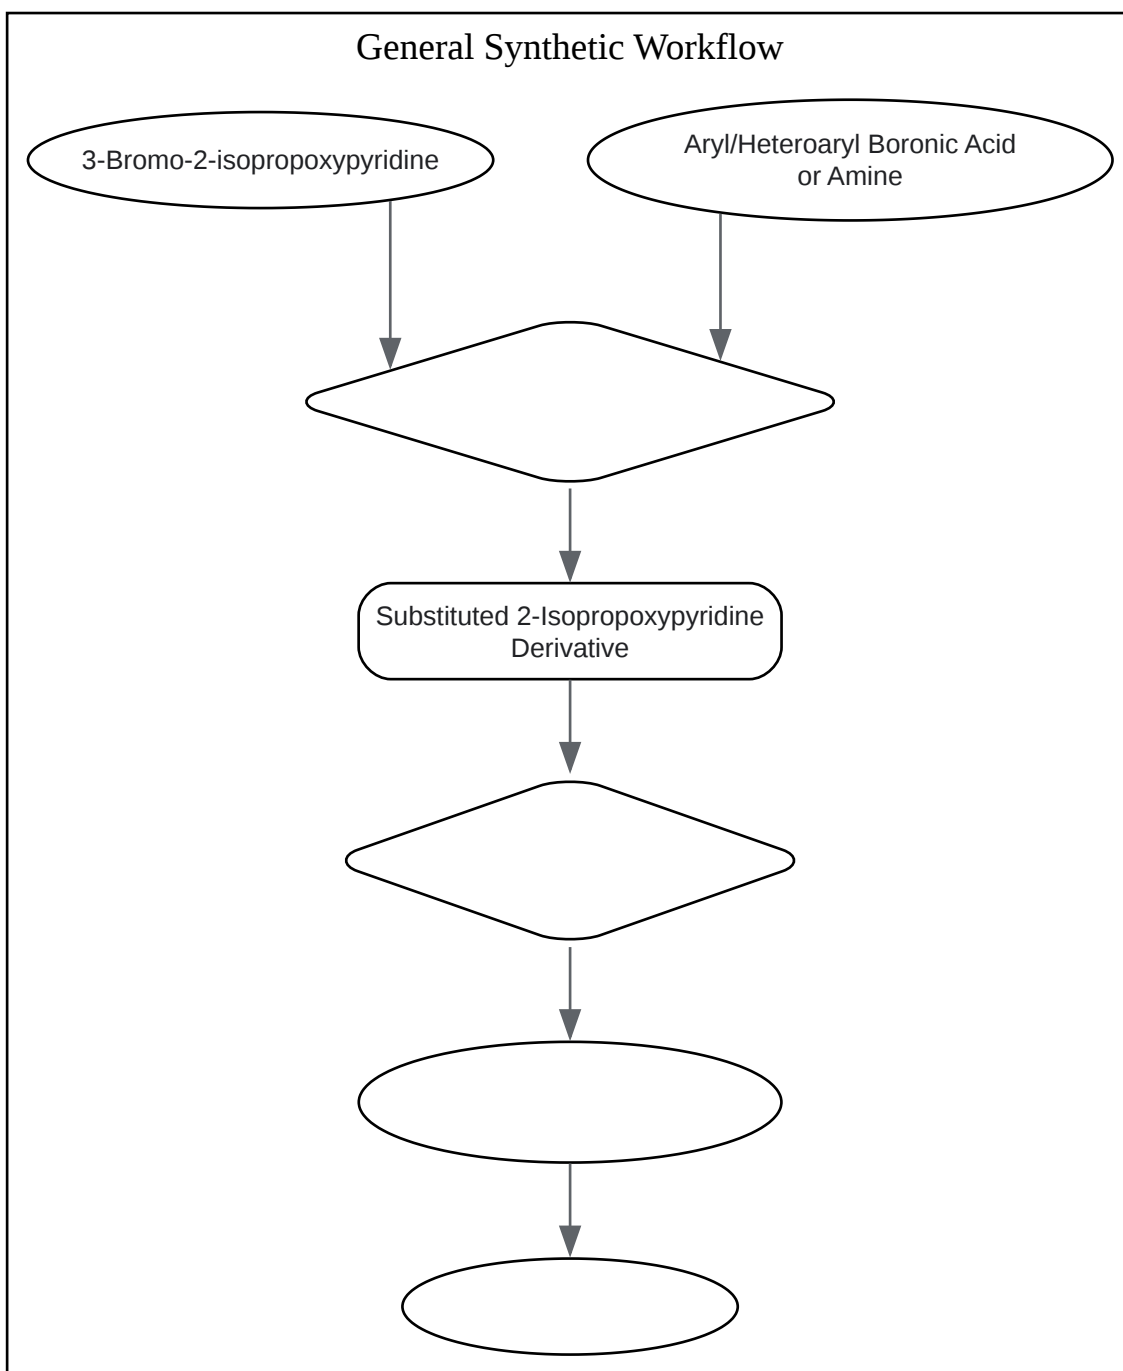 General Synthetic Workflow
3-Bromo-2-isopropoxypyridine
Aryl/Heteroaryl Boronic Acid
or Amine
Substituted 2-Isopropoxypyridine
Derivative